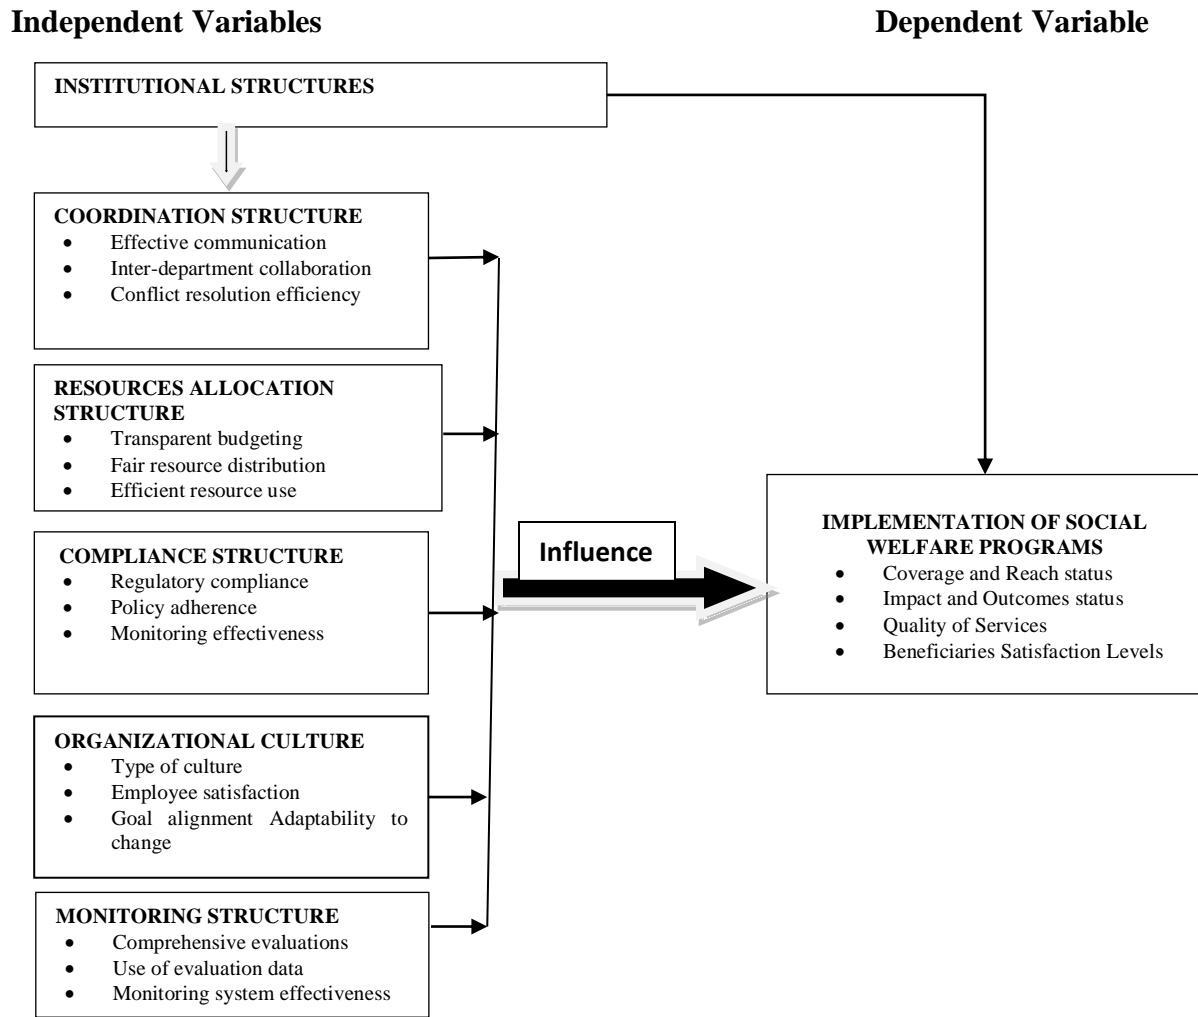 Independent Variables
Dependent Variable
INSTITUTIONAL STRUCTURES
COORDINATION STRUCTURE
• Effective communication
• Inter-department collaboration
• Conflict resolution efficiency
RESOURCES ALLOCATION
STRUCTURE
• Transparent budgeting
• Fair resource distribution
• Efficient resource use
COMPLIANCE STRUCTURE
• Regulatory compliance
• Policy adherence
• Monitoring effectiveness
ORGANIZATIONAL CULTURE
• Type of culture
• Employee satisfaction
• Goal alignment Adaptability to
change
MONITORING STRUCTURE
• Comprehensive evaluations
• Use of evaluation data
• Monitoring system effectiveness
Influence
IMPLEMENTATION OF SOCIAL
WELFARE PROGRAMS
• Coverage and Reach status
• Impact and Outcomes status
• Quality of Services
• Beneficiaries Satisfaction Levels